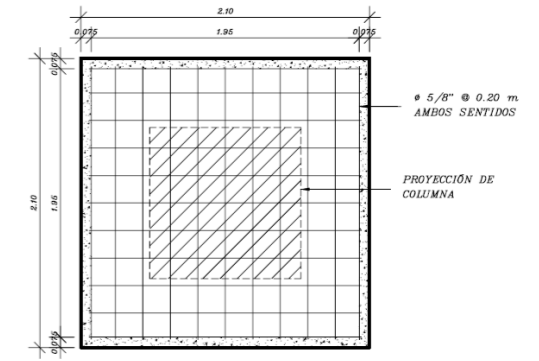 2.10
0.075 1.95 0.075
0.075
ø 5/8" @ 0.20 m
AMBOS SENTIDOS
PROYECCIÓN DE
COLUMNA
2.10
1.95
0.075